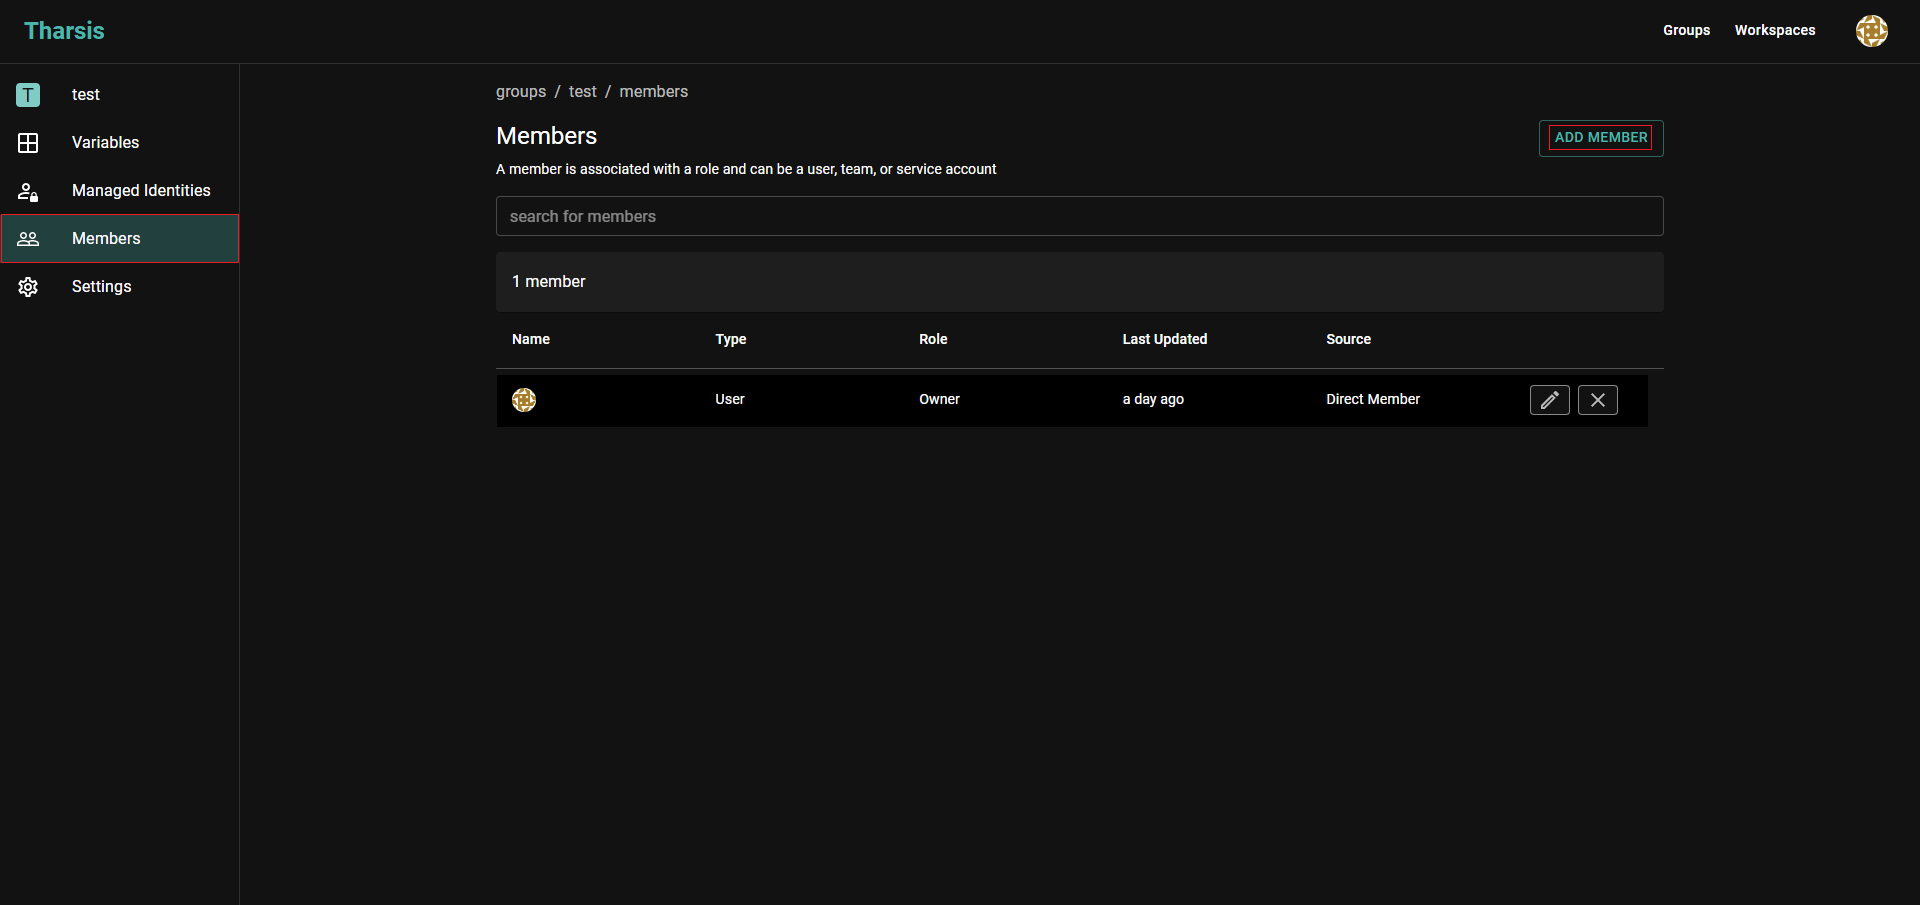 Tharsis
Groups Workspaces
T test
Variables
Managed Identities
Members
Settings
groups / test / members
Members
ADD MEMBER
A member is associated with a role and can be a user, team, or service account
search for members
1 member
Name Type Role Last Updated Source
User Owner a day ago Direct Member